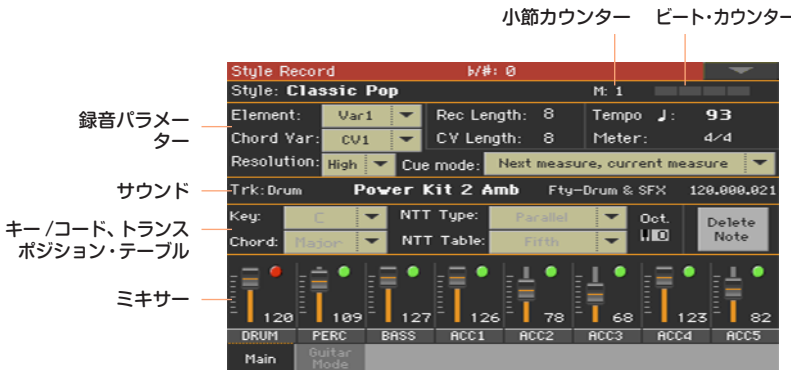 小節カウンター ビート・カウンター
Style Record ♭/#: 0
Style: Classic Pop M: 1
録音パラメー
ター
Element: Var1 Rec Length: 8 Tempo ♩: 93
Chord Var: CV1 CV Length: 8 Meter: 4/4
Resolution: High Cue mode: Next measure, current measure
サウンド
Trk: Drum Power Kit 2 Amb Fty-Drum & SFX 120.000.021
キー /コード、トランス
ポジション・テーブル
Key: C NTT Type: Parallel Oct. Delete
Chord: Major NTT Table: Fifth 0 Note
ミキサー
120 109 127 126 78 68 123 82
DRUM PERC BASS ACC1 ACC2 ACC3 ACC4 ACC5
Main Guitar
Mode